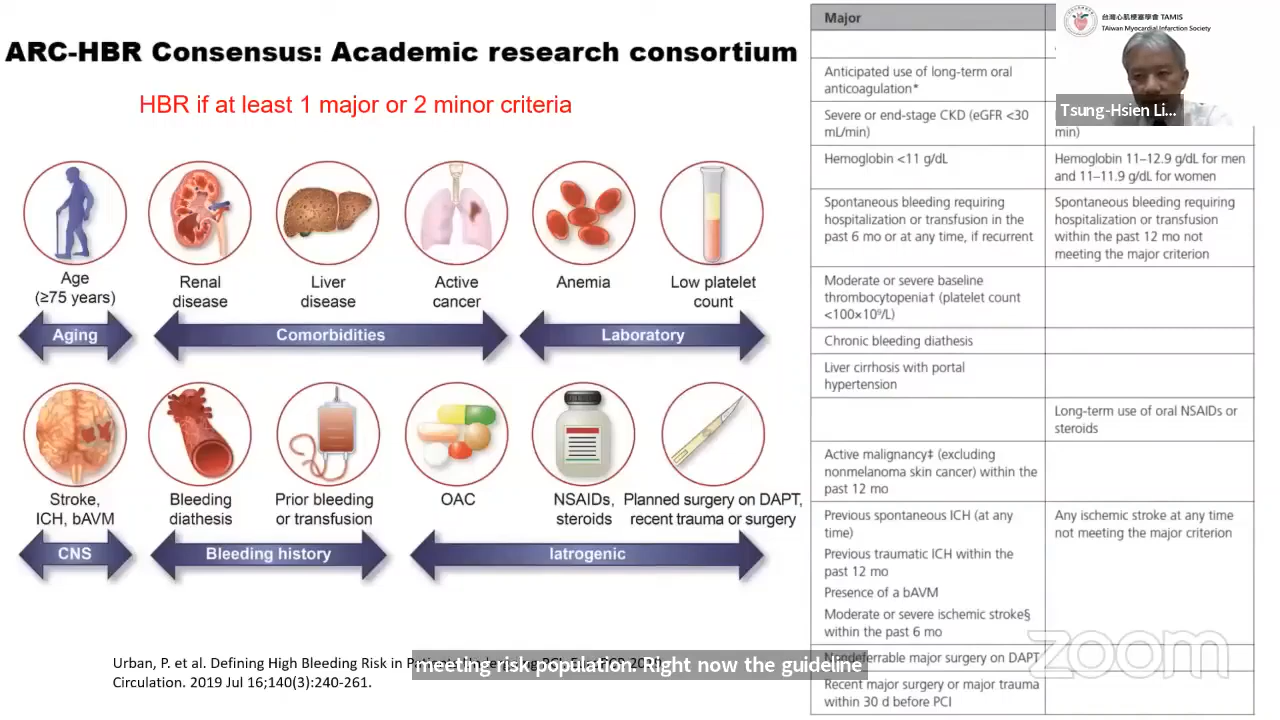 ARC-HBR Consensus: Academic research consortium
HBR if at least 1 major or 2 minor criteria
Age
(≥75 years)
Renal
disease
Liver
disease
Active
cancer
Anemia
Low platelet
count
Aging
Comorbidities
Laboratory
Stroke,
ICH, bAVM
Bleeding
diathesis
Prior bleeding
or transfusion
OAC
NSAIDs,
steroids
Planned surgery on DAPT,
recent trauma or surgery
CNS
Bleeding history
Iatrogenic
Urban, P. et al. Defining High Bleeding Risk in
Circulation. 2019 Jul 16;140(3):240-261.
meeting risk population. Right now the guideline
Major
台灣心肌梗塞學會 TAMIS
TAiwan Myocardial Infarction Society
Tsung-Hsien Li...
Anticipated use of long-term oral
anticoagulation*
Severe or end-stage CKD (eGFR <30
mL/min)
min)
Hemoglobin <11 g/dL
Hemoglobin 11–12.9 g/dL for men
and 11–11.9 g/dL for women
Spontaneous bleeding requiring
hospitalization or transfusion in the
past 6 mo or at any time, if recurrent
Spontaneous bleeding requiring
hospitalization or transfusion
within the past 12 mo not
meeting the major criterion
Moderate or severe baseline
thrombocytopenia† (platelet count
<100×10⁹/L)
Chronic bleeding diathesis
Liver cirrhosis with portal
hypertension
Long-term use of oral NSAIDs or
steroids
Active malignancy‡ (excluding
nonmelanoma skin cancer) within the
past 12 mo
Previous spontaneous ICH (at any
time)
Previous traumatic ICH within the
past 12 mo
Presence of a bAVM
Moderate or severe ischemic stroke§
within the past 6 mo
Any ischemic stroke at any time
not meeting the major criterion
Nondeferrable major surgery on DAPT
Recent major surgery or major trauma
within 30 d before PCI
zoom